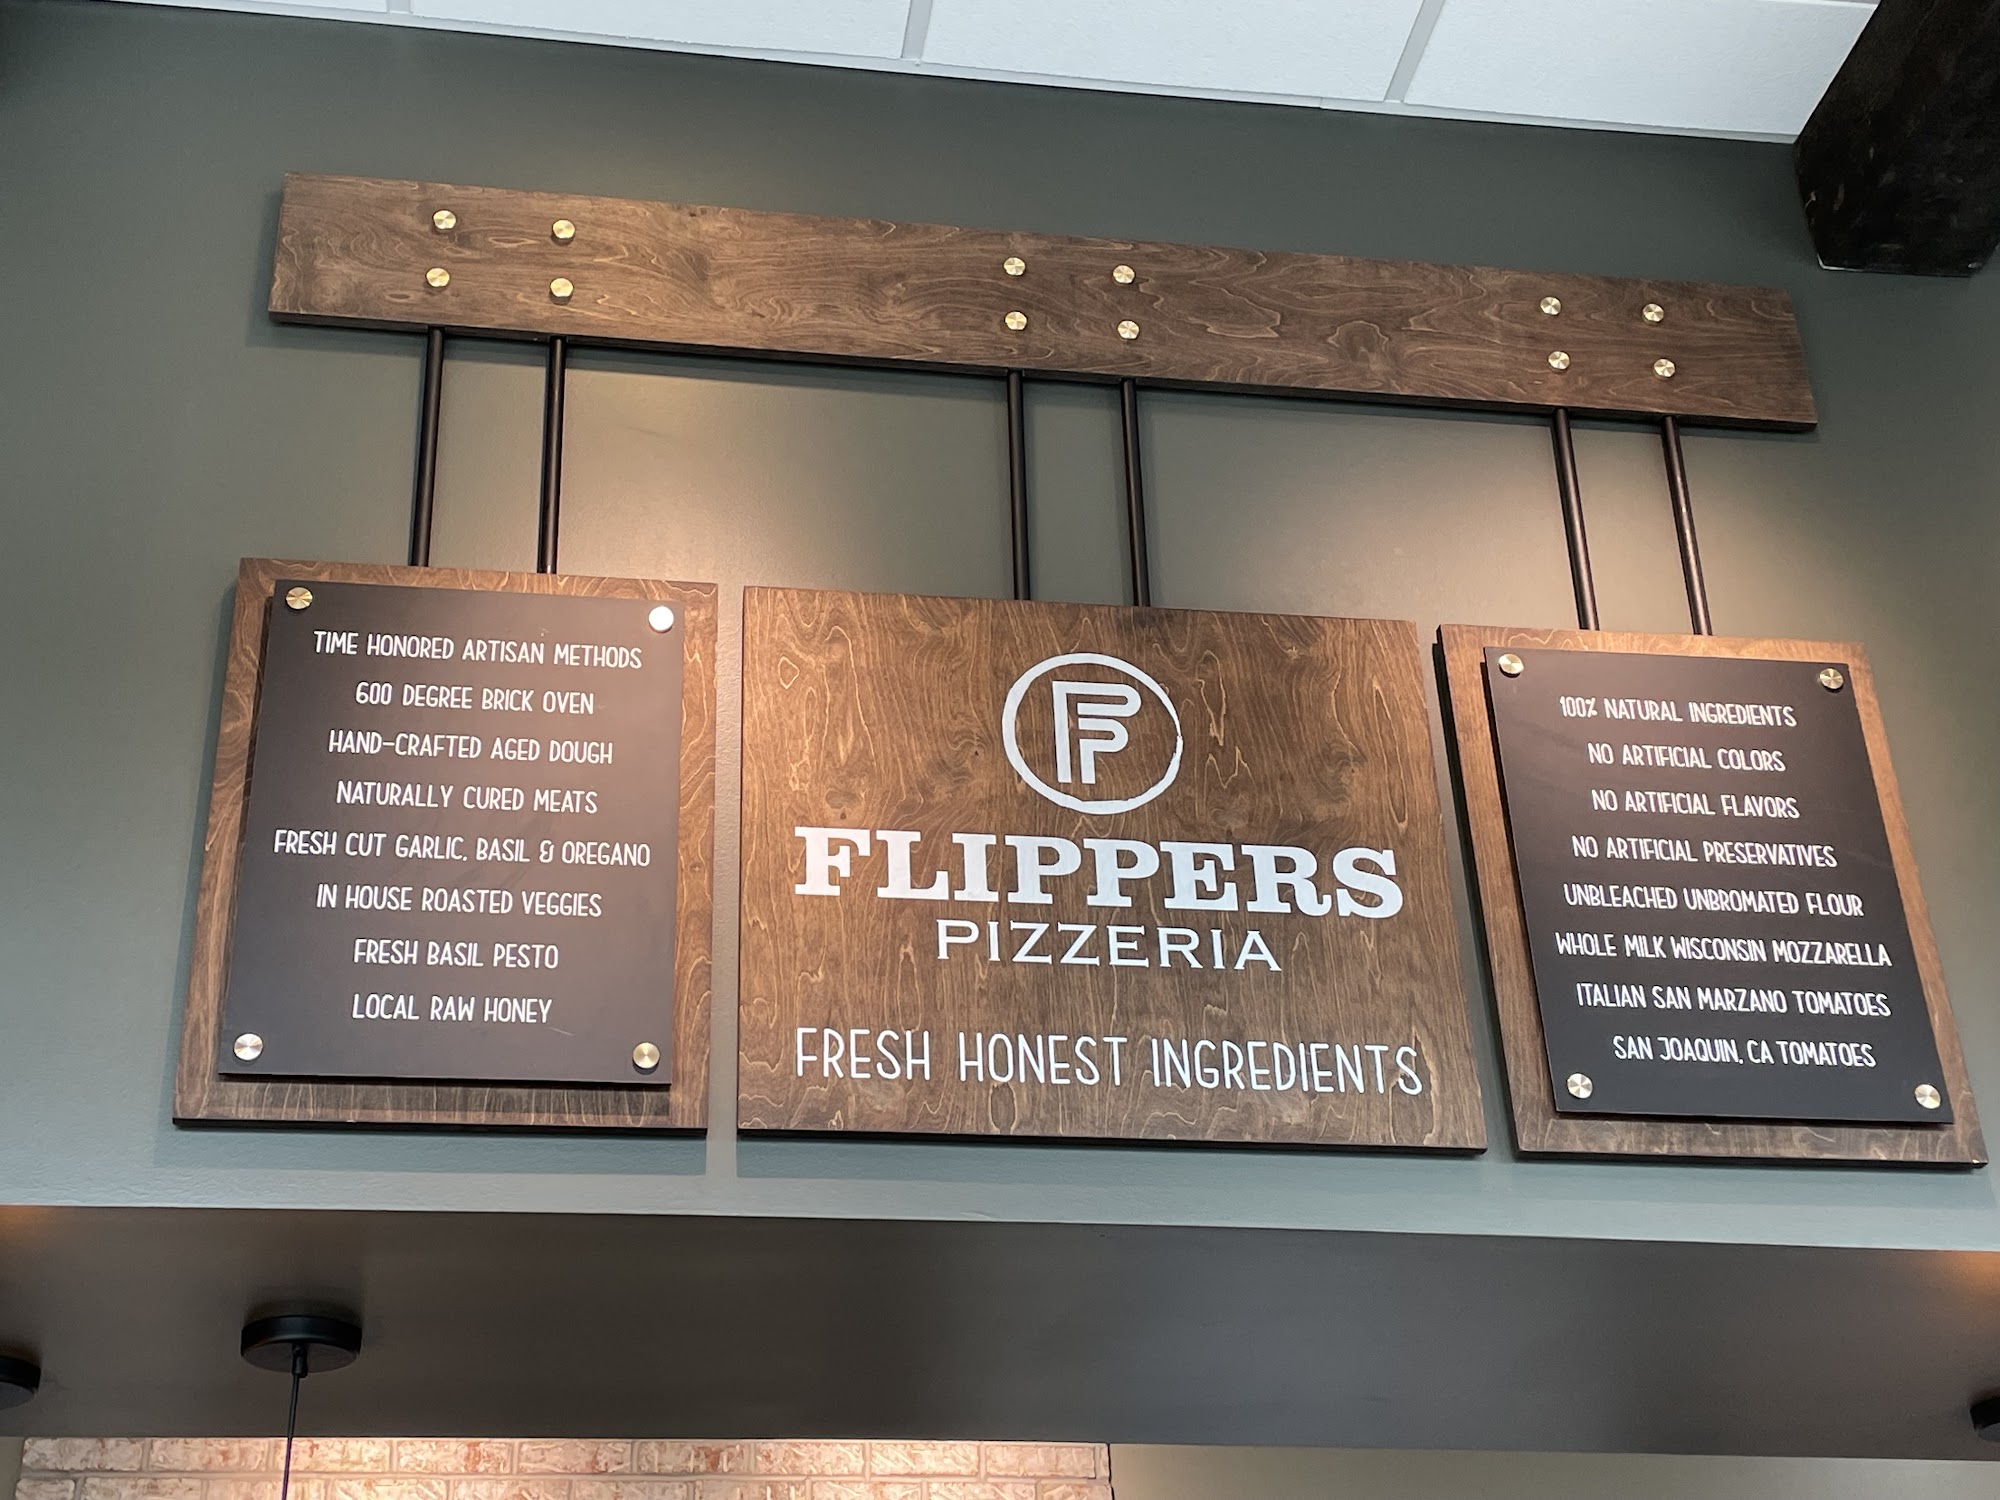 TIME HONORED ARTISAN METHODS
600 DEGREE BRICK OVEN
HAND-CRAFTED AGED DOUGH
NATURALLY CURED MEATS
FRESH CUT GARLIC, BASIL & OREGANO
IN HOUSE ROASTED VEGGIES
FRESH BASIL PESTO
LOCAL RAW HONEY
FP
FLIPPERS
PIZZERIA
FRESH HONEST INGREDIENTS
100% NATURAL INGREDIENTS
NO ARTIFICIAL COLORS
NO ARTIFICIAL FLAVORS
NO ARTIFICIAL PRESERVATIVES
UNBLEACHED UNBROMATED FLOUR
WHOLE MILK WISCONSIN MOZZARELLA
ITALIAN SAN MARZANO TOMATOES
SAN JOAQUIN, CA TOMATOES